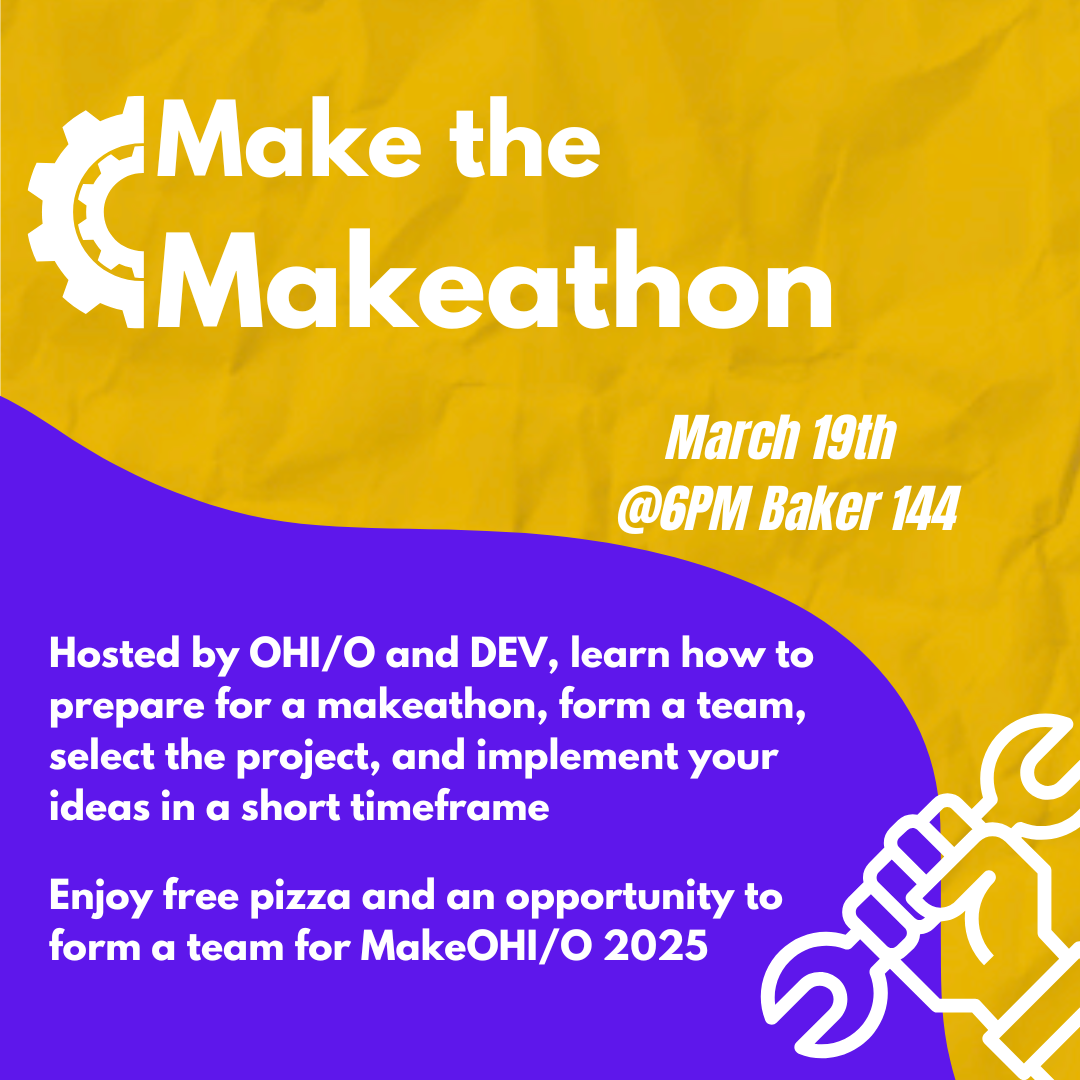 Make the
Makeathon
March 19th
@6PM Baker 144
Hosted by OHI/O and DEV, learn how to
prepare for a makeathon, form a team,
select the project, and implement your
ideas in a short timeframe
Enjoy free pizza and an opportunity to
form a team for MakeOHI/O 2025